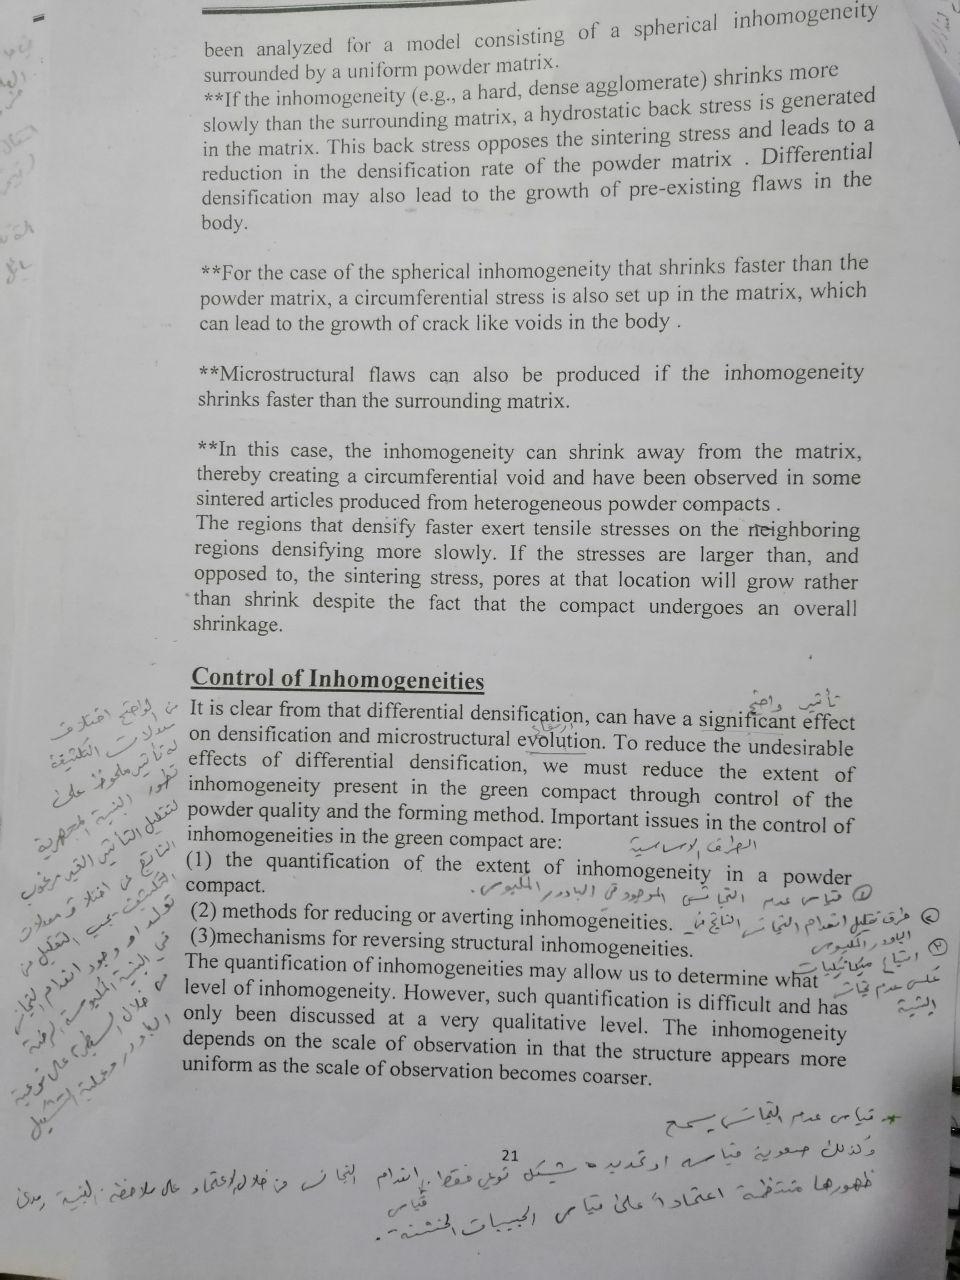 been analyzed for a model consisting of a spherical inhomogeneity
surrounded by a uniform powder matrix.
**If the inhomogeneity (e.g., a hard, dense agglomerate) shrinks more
slowly than the surrounding matrix, a hydrostatic back stress is generated
in the matrix. This back stress opposes the sintering stress and leads to a
reduction in the densification rate of the powder matrix . Differential
densification may also lead to the growth of pre-existing flaws in the
body.
**For the case of the spherical inhomogeneity that shrinks faster than the
powder matrix, a circumferential stress is also set up in the matrix, which
can lead to the growth of crack like voids in the body .
**Microstructural flaws can also be produced if the inhomogeneity
shrinks faster than the surrounding matrix.
**In this case, the inhomogeneity can shrink away from the matrix,
thereby creating a circumferential void and have been observed in some
sintered articles produced from heterogeneous powder compacts .
The regions that densify faster exert tensile stresses on the neighboring
regions densifying more slowly. If the stresses are larger than, and
opposed to, the sintering stress, pores at that location will grow rather
than shrink despite the fact that the compact undergoes an overall
shrinkage.
Control of Inhomogeneities
تأثير واضح
It is clear from that differential densification, can have a significant effect
on densification and microstructural evolution. To reduce the undesirable
effects of differential densification, we must reduce the extent of
inhomogeneity present in the green compact through control of the
powder quality and the forming method. Important issues in the control of
inhomogeneities in the green compact are:
الطرق الاساسية
(1) the quantification of the extent of inhomogeneity in a powder
compact.
① قياس عدم التجانس الموجود في الباودر المكبوس.
(2) methods for reducing or averting inhomogeneities.
② طرق تقليل انعدام التجانس الناتج من
الباودر المكبوس
(3)mechanisms for reversing structural inhomogeneities.
③ اتباع ميكانيكيات
عكس عدم تجانس
البنية
The quantification of inhomogeneities may allow us to determine what
level of inhomogeneity. However, such quantification is difficult and has
only been discussed at a very qualitative level. The inhomogeneity
depends on the scale of observation in that the structure appears more
uniform as the scale of observation becomes coarser.
من الواضح اختلاف
معدلات التكثيف
له تأثير ملحوظ على
تطور البنية المجهرية
لتقليل التأثير الغير مرغوب
الناتج من اختلاف معدلات
التكثيف يجب التقليل من
تولد او وجود انعدام التجانس
في البنية المكبوسة
من خلال السيطرة على نوعية
الباودر وعملية التشكيل
* قياس عدم التجانس يسمح
21
وكذلك صعوبة قياسه او تحديده بشكل نوعي فقط. انعدام التجانس من خلال الاعتماد على ملاحظة البنية ومدى
ظهورها منتظمة اعتمادا على قياس الحبيبات الخشنة.